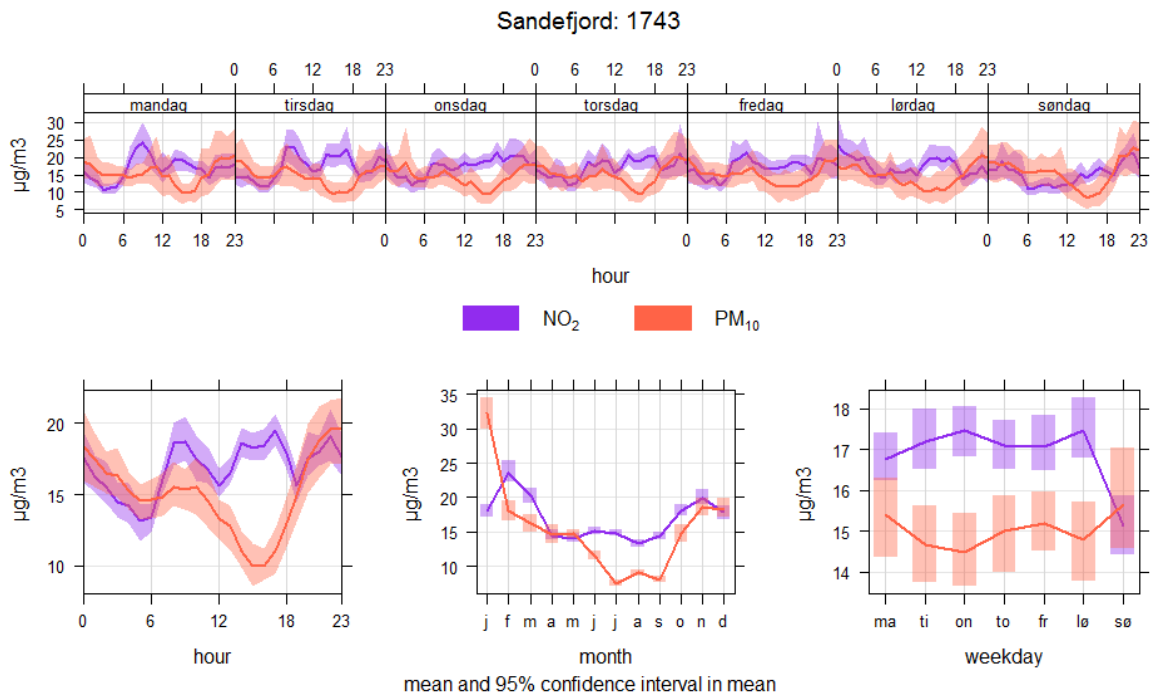 Sandefjord: 1743
0 6 12 18 23 0 6 12 18 23 0 6 12 18 23
mandag tirsdag onsdag torsdag fredag lørdag søndag
30
25
20
15
10
5
µg/m3
0 6 12 18 23 0 6 12 18 23 0 6 12 18 23 0 6 12 18 23
hour
NO₂ PM₁₀
20
15
10
µg/m3
0 6 12 18 23
hour
35
30
25
20
15
10
µg/m3
j f m a m j j a s o n d
month
18
17
16
15
14
µg/m3
ma ti on to fr lø sø
weekday
mean and 95% confidence interval in mean